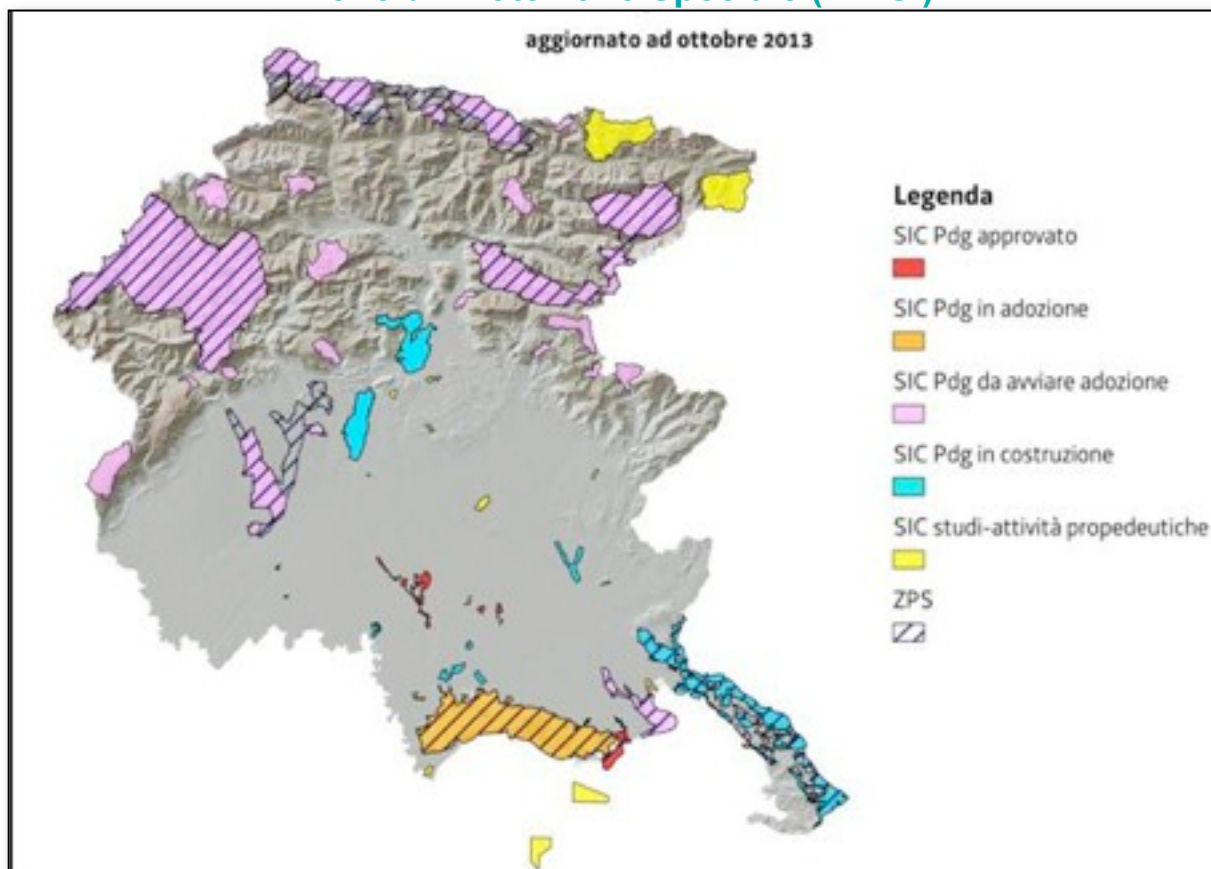 aggiornato ad ottobre 2013
Legenda
SIC Pdg approvato
SIC Pdg in adozione
SIC Pdg da avviare adozione
SIC Pdg in costruzione
SIC studi-attività propedeutiche
ZPS